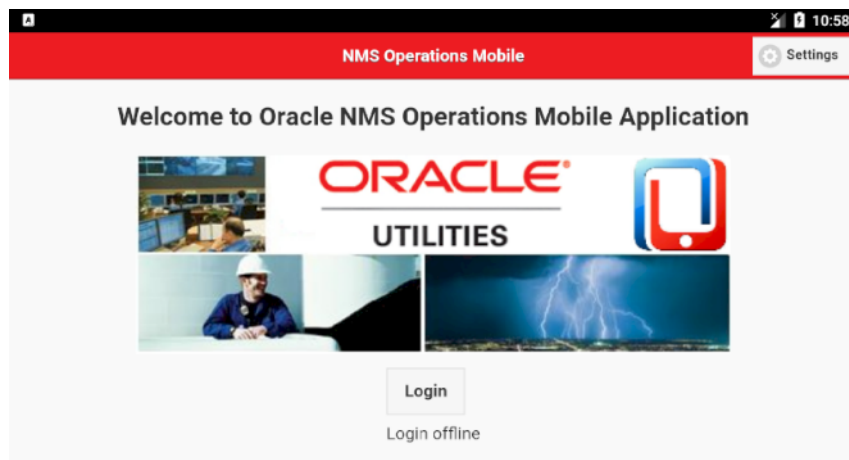 A
10:58
NMS Operations Mobile
Settings
Welcome to Oracle NMS Operations Mobile Application
ORACLE®
UTILITIES
Login
Login offline